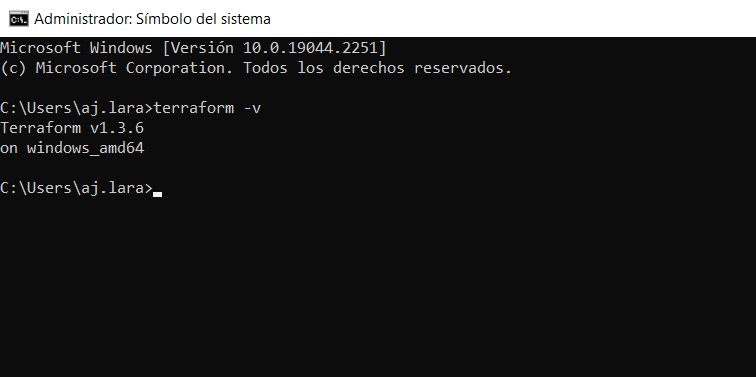 Administrador: Símbolo del sistema
Microsoft Windows [Versión 10.0.19044.2251]
(c) Microsoft Corporation. Todos los derechos reservados.
C:\Users\aj.lara>terraform -v
Terraform v1.3.6
on windows_amd64
C:\Users\aj.lara>